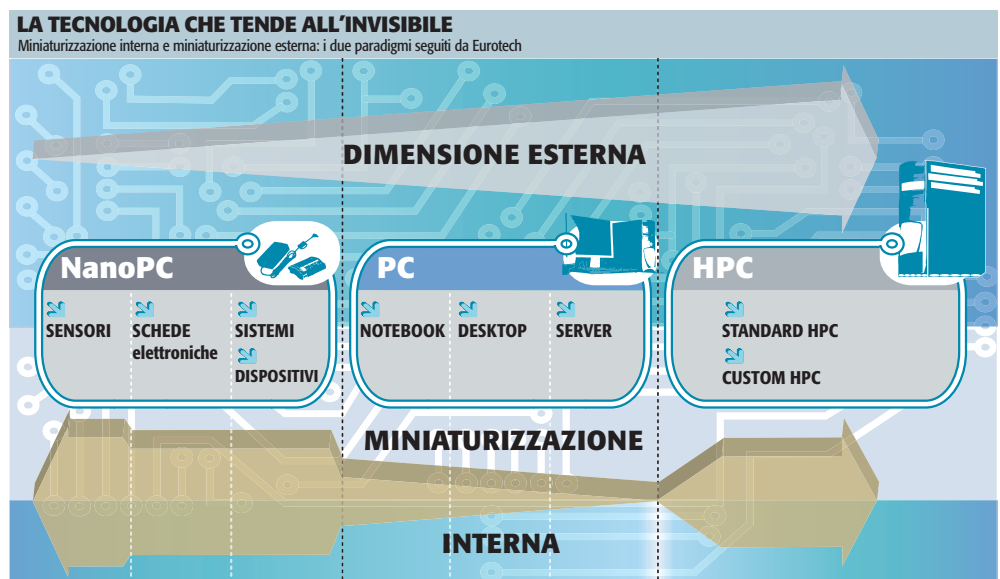 LA TECNOLOGIA CHE TENDE ALL'INVISIBILE
Miniaturizzazione interna e miniaturizzazione esterna: i due paradigmi seguiti da Eurotech
DIMENSIONE ESTERNA
NanoPC
SENSORI
SCHEDE
elettroniche
SISTEMI
DISPOSITIVI
PC
NOTEBOOK
DESKTOP
SERVER
HPC
STANDARD HPC
CUSTOM HPC
MINIATURIZZAZIONE
INTERNA